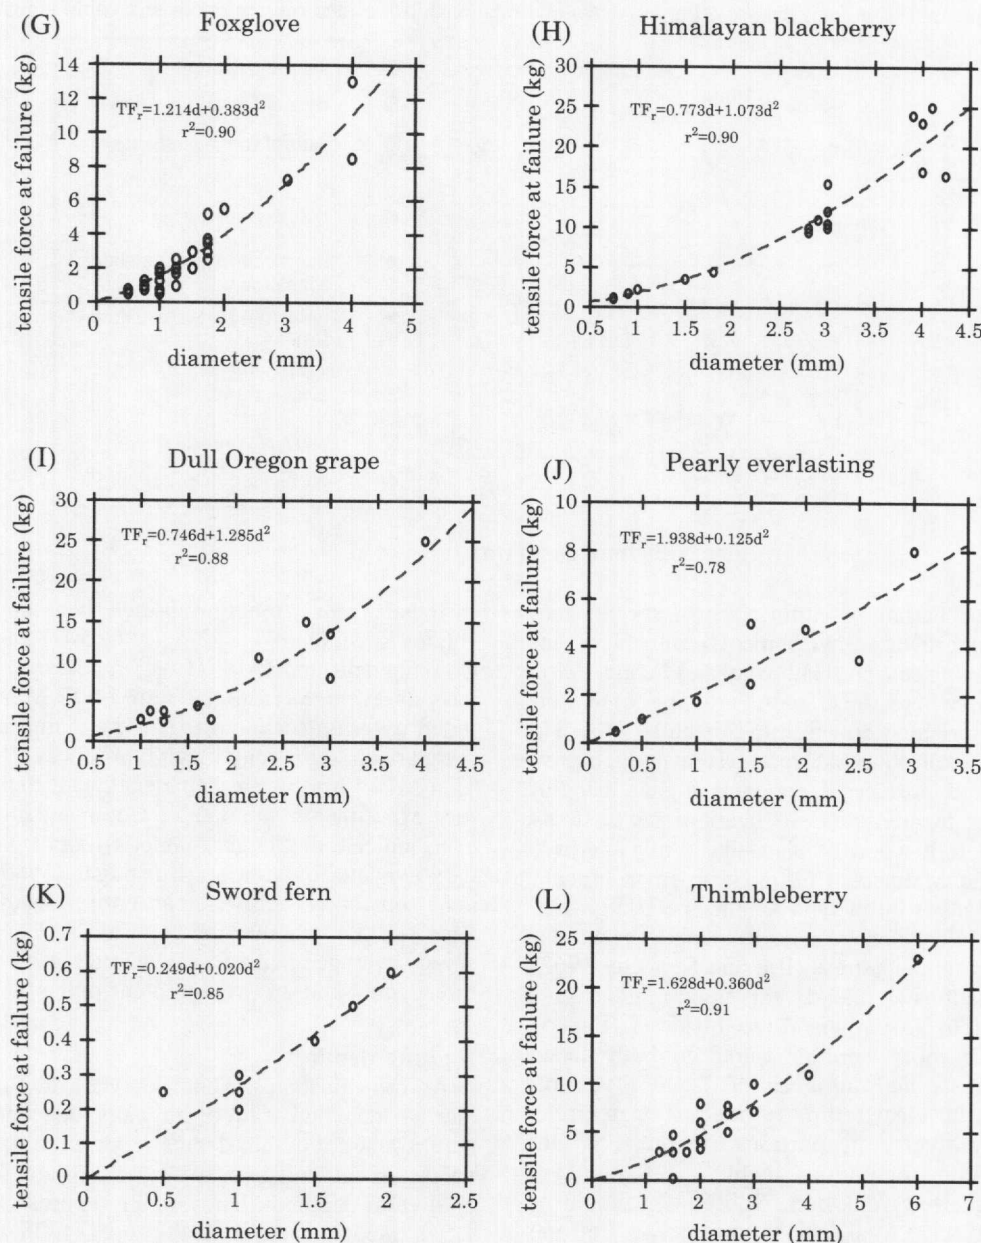 (G) Foxglove
tensile force at failure (kg)
14
12
10
8
6
4
2
0
TFᵣ=1.214d+0.383d²
r²=0.90
0 1 2 3 4 5
diameter (mm)
(H) Himalayan blackberry
tensile force at failure (kg)
30
25
20
15
10
5
0
TFᵣ=0.773d+1.073d²
r²=0.90
0.5 1 1.5 2 2.5 3 3.5 4 4.5
diameter (mm)
(I) Dull Oregon grape
tensile force at failure (kg)
30
25
20
15
10
5
0
TFᵣ=0.746d+1.285d²
r²=0.88
0.5 1 1.5 2 2.5 3 3.5 4 4.5
diameter (mm)
(J) Pearly everlasting
tensile force at failure (kg)
10
8
6
4
2
0
TFᵣ=1.938d+0.125d²
r²=0.78
0 0.5 1 1.5 2 2.5 3 3.5
diameter (mm)
(K) Sword fern
tensile force at failure (kg)
0.7
0.6
0.5
0.4
0.3
0.2
0.1
0
TFᵣ=0.249d+0.020d²
r²=0.85
0 0.5 1 1.5 2 2.5
diameter (mm)
(L) Thimbleberry
tensile force at failure (kg)
25
20
15
10
5
0
TFᵣ=1.628d+0.360d²
r²=0.91
0 1 2 3 4 5 6 7
diameter (mm)